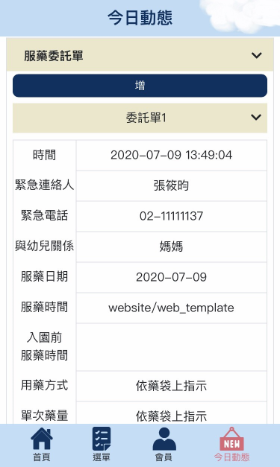 今日動態
服藥委託單
增
委託單1
時間 2020-07-09 13:49:04
緊急連絡人 張筱昀
緊急電話 02-11111137
與幼兒關係 媽媽
服藥日期 2020-07-09
服藥時間 website/web_template
入園前
服藥時間
用藥方式 依藥袋上指示
單次藥量 依藥袋上指示
首頁 選單 會員 NEW 今日動態